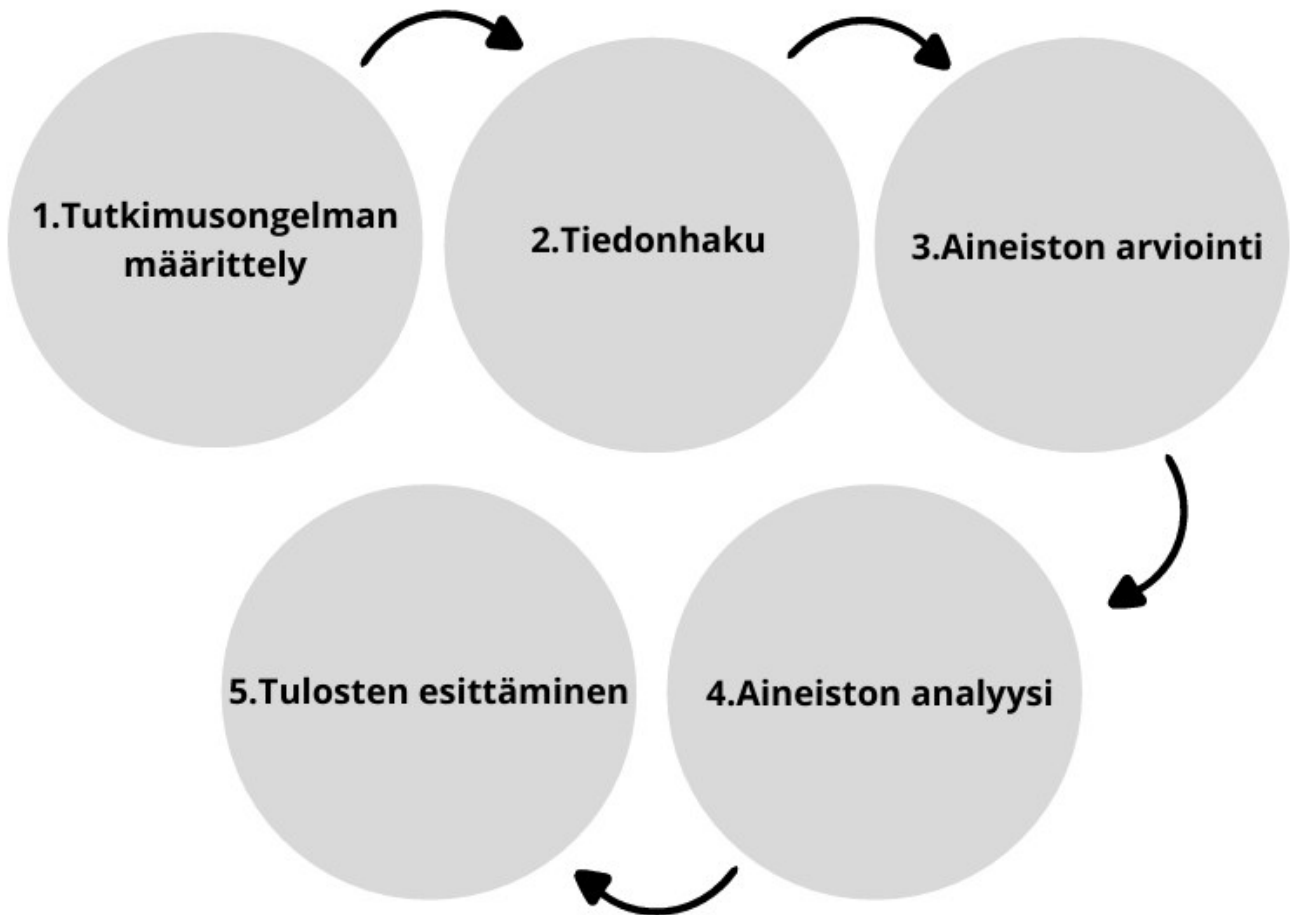 1.Tutkimusongelman
määrittely
2.Tiedonhaku
3.Aineiston arviointi
4.Aineiston analyysi
5.Tulosten esittäminen